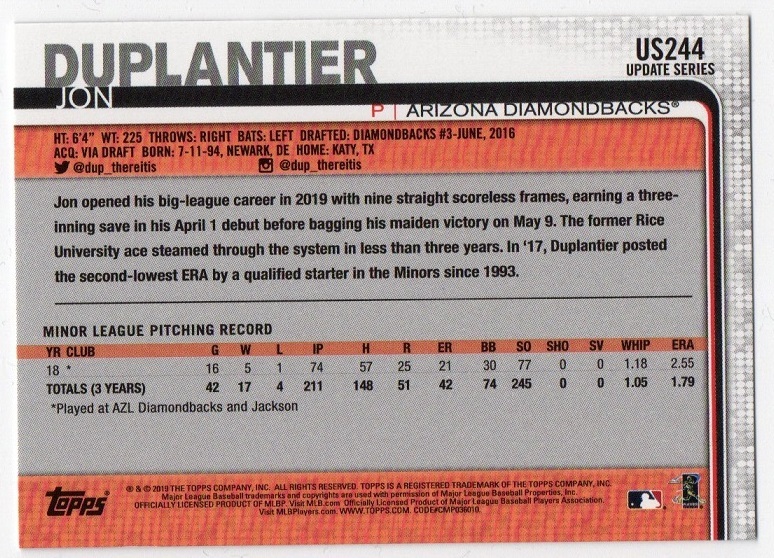 DUPLANTIER
JON
US244
UPDATE SERIES
P | ARIZONA DIAMONDBACKS®
HT: 6'4" WT: 225 THROWS: RIGHT BATS: LEFT DRAFTED: DIAMONDBACKS #3-JUNE, 2016
ACQ: VIA DRAFT BORN: 7-11-94, NEWARK, DE HOME: KATY, TX
@dup_thereitis @dup_thereitis
Jon opened his big-league career in 2019 with nine straight scoreless frames, earning a three-
inning save in his April 1 debut before bagging his maiden victory on May 9. The former Rice
University ace steamed through the system in less than three years. In '17, Duplantier posted
the second-lowest ERA by a qualified starter in the Minors since 1993.
MINOR LEAGUE PITCHING RECORD
YR CLUB G W L IP H R ER BB SO SHO SV WHIP ERA
18 * 16 5 1 74 57 25 21 30 77 0 0 1.18 2.55
TOTALS (3 YEARS) 42 17 4 211 148 51 42 74 245 0 0 1.05 1.79
*Played at AZL Diamondbacks and Jackson
Topps®
® & © 2019 THE TOPPS COMPANY, INC. ALL RIGHTS RESERVED. TOPPS IS A REGISTERED TRADEMARK OF THE TOPPS COMPANY, INC.
Major League Baseball trademarks and copyrights are used with permission of Major League Baseball Properties, Inc.
OFFICIALLY LICENSED PRODUCT OF MLBP. Visit MLB.com Officially Licensed Product of Major League Baseball Players Association.
Visit MLBPlayers.com. WWW.TOPPS.COM. CODE#CMP036010.